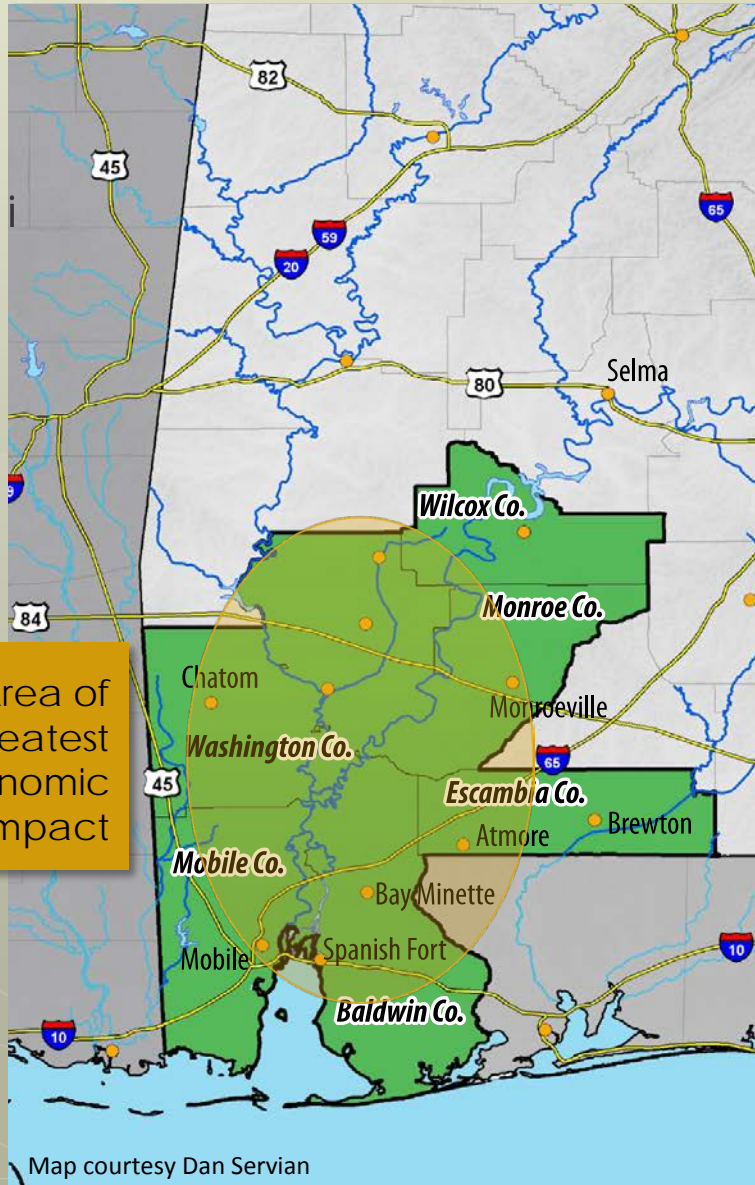 82
45
i
65
59
20
80
Selma
Wilcox Co.
84
Monroe Co.
Chatom
Monroeville
rea of
eatest
nomic
mpact
Washington Co.
65
45
Escambia Co.
Brewton
Atmore
Mobile Co.
Bay Minette
Mobile
Spanish Fort
10
Baldwin Co.
10
Map courtesy Dan Servian